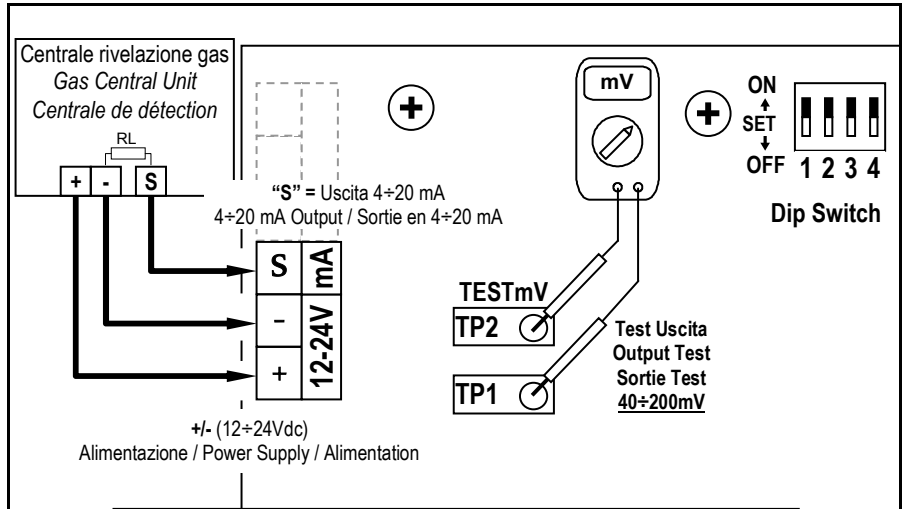 Centrale rivelazione gas
Gas Central Unit
Centrale de détection
RL
+ - S
"S" = Uscita 4÷20 mA
4÷20 mA Output / Sortie en 4÷20 mA
S mA
- 12-24V
+
+/- (12÷24Vdc)
Alimentazione / Power Supply / Alimentation
mV
TESTmV
TP2
TP1
Test Uscita
Output Test
Sortie Test
40÷200mV
ON
SET
OFF
1 2 3 4
Dip Switch